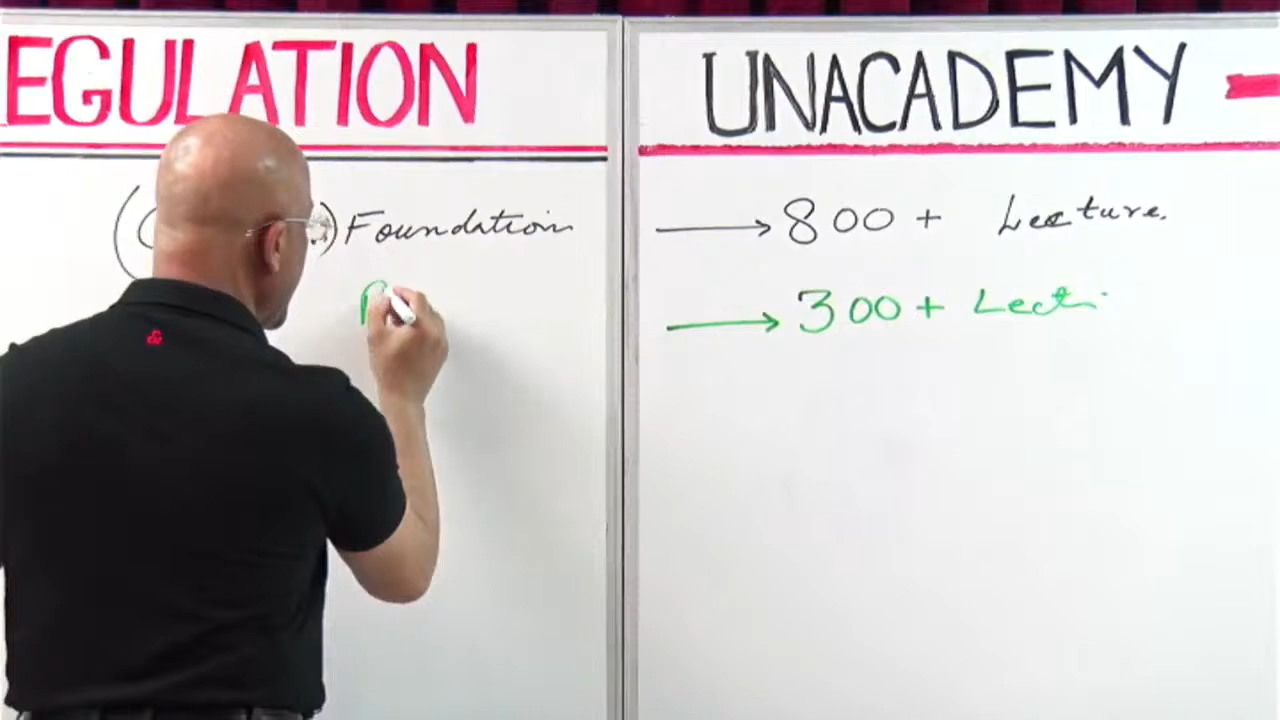 EGULATION
Foundation
UNACADEMY
800 + Lecture.
300 + Lect